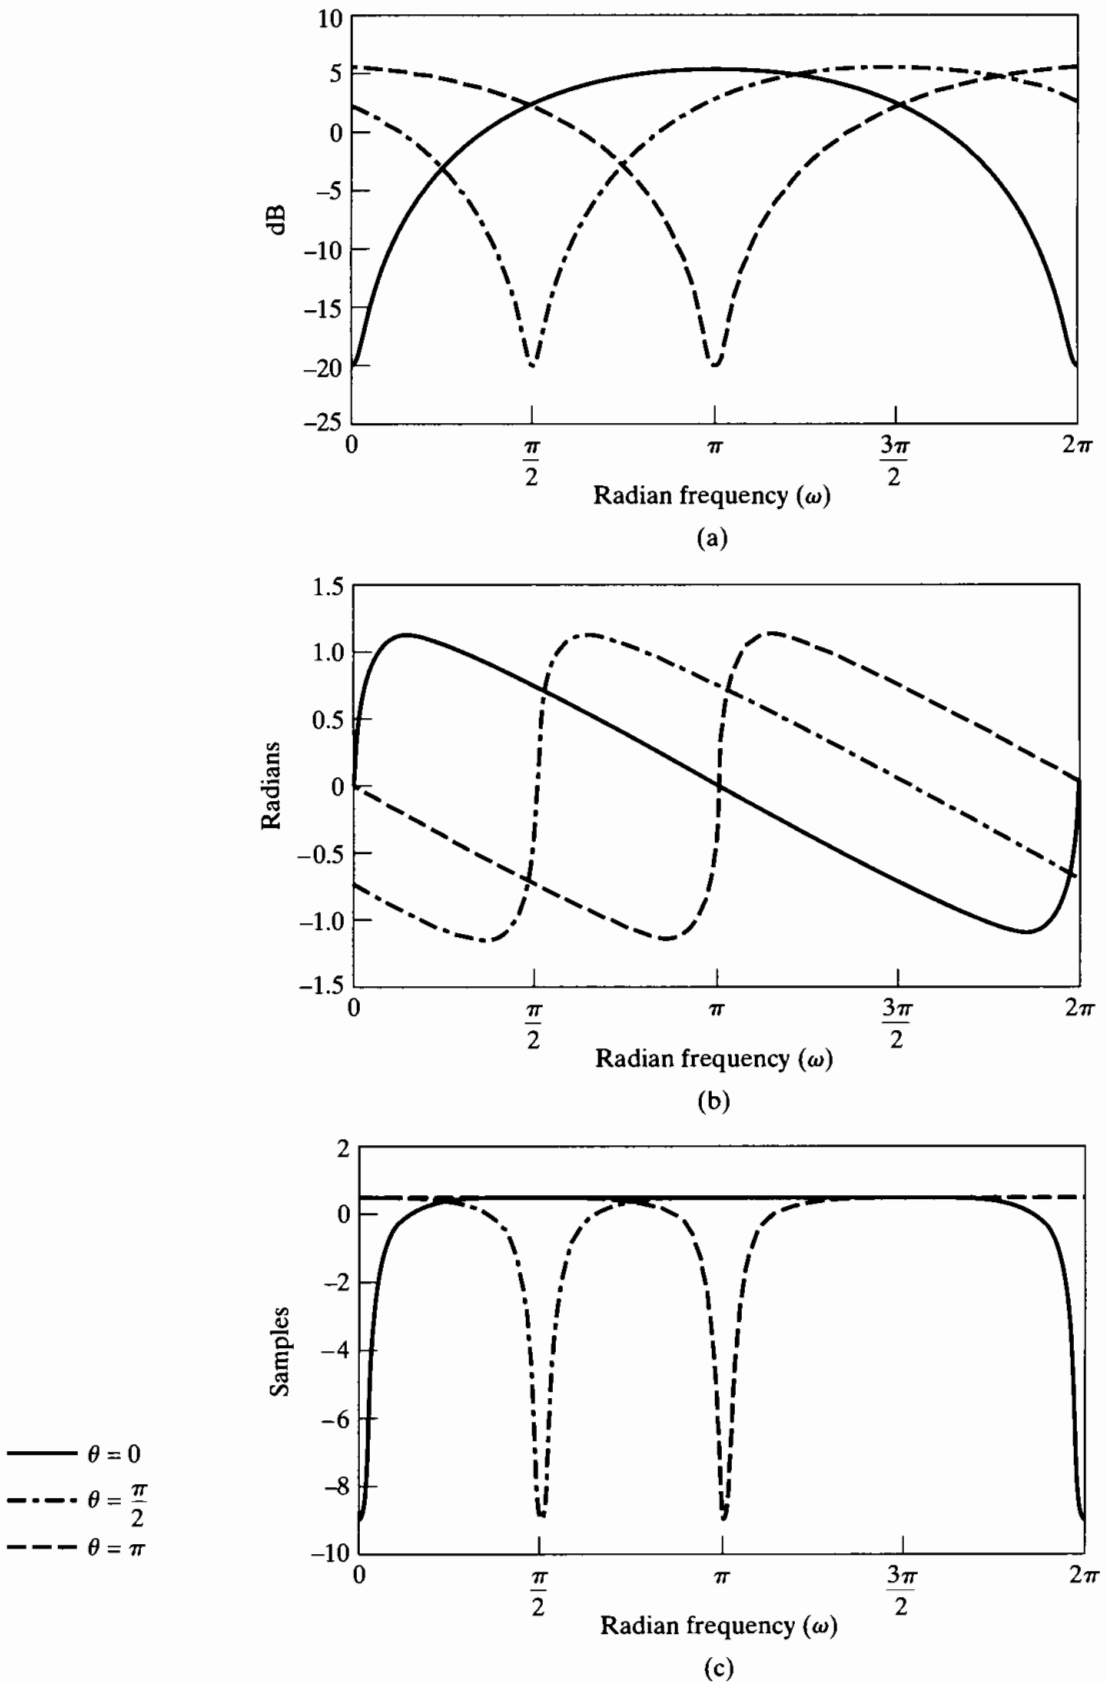 10
5
0
−5
−10
−15
−20
−25
dB
0
π/2
π
3π/2
2π
Radian frequency (ω)
(a)
1.5
1.0
0.5
0
−0.5
−1.0
−1.5
Radians
0
π/2
π
3π/2
2π
Radian frequency (ω)
(b)
2
0
−2
−4
−6
−8
−10
Samples
0
π/2
π
3π/2
2π
Radian frequency (ω)
(c)
θ = 0
θ = π/2
θ = π